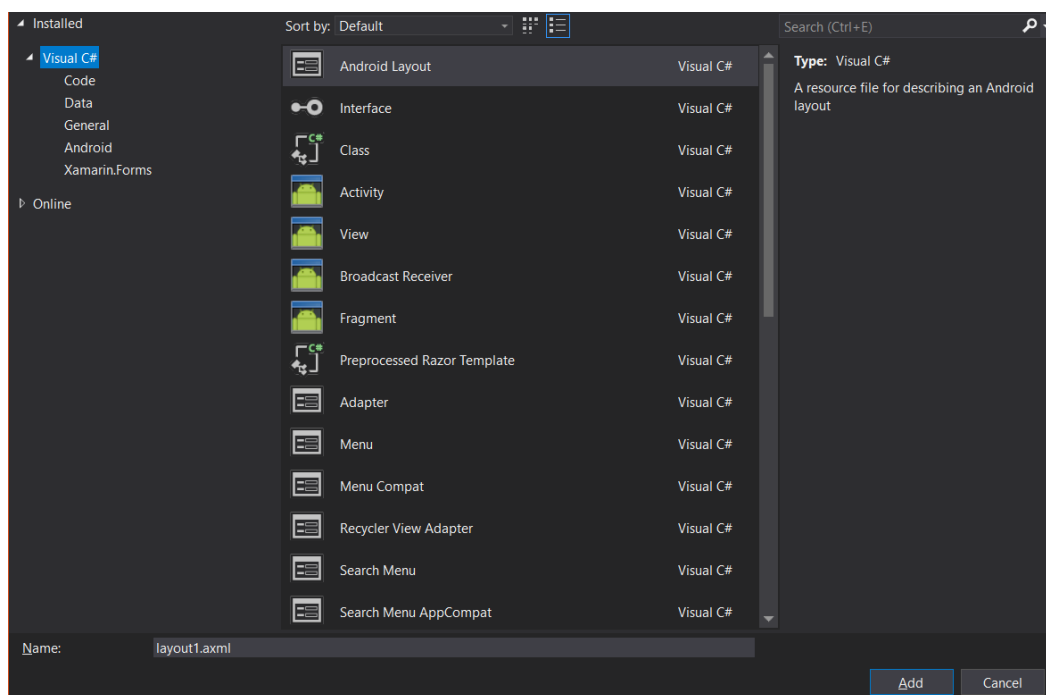 Installed
Visual C#
Code
Data
General
Android
Xamarin.Forms
Online
Sort by: Default
Android Layout Visual C#
Interface Visual C#
C# Class Visual C#
Activity Visual C#
View Visual C#
Broadcast Receiver Visual C#
Fragment Visual C#
C# Preprocessed Razor Template Visual C#
Adapter Visual C#
Menu Visual C#
Menu Compat Visual C#
Recycler View Adapter Visual C#
Search Menu Visual C#
Search Menu AppCompat Visual C#
Search (Ctrl+E)
Type: Visual C#
A resource file for describing an Android
layout
Name: layout1.axml
Add Cancel